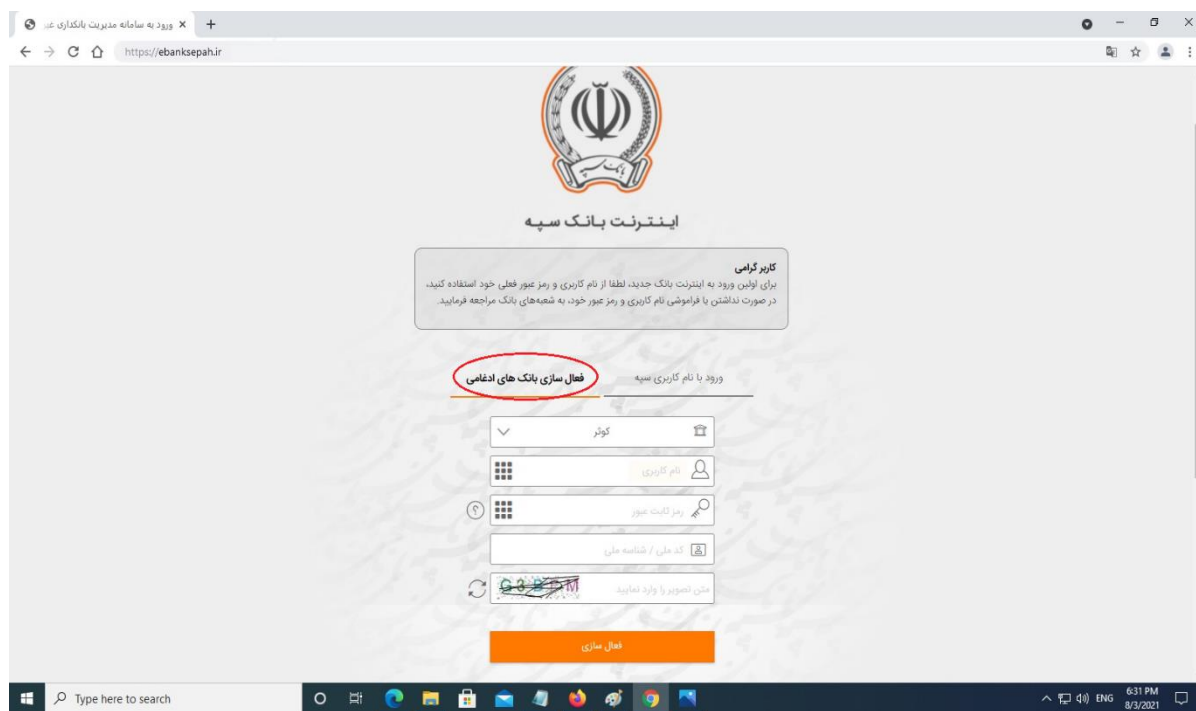 ورود به سامانه مدیریت بانکداری غیر
https://ebanksepah.ir
بانک سپه
اینترنت بانک سپه
کاربر گرامی
برای اولین ورود به اینترنت بانک جدید، لطفا از نام کاربری و رمز عبور فعلی خود استفاده کنید،
در صورت نداشتن یا فراموشی نام کاربری و رمز عبور خود، به شعبه‌های بانک مراجعه فرمایید.
ورود با نام کاربری سپه
فعال سازی بانک های ادغامی
کوثر
نام کاربری
رمز ثابت عبور
؟
کد ملی / شناسه ملی
متن تصویر را وارد نمایید
فعال سازی
Type here to search
ENG
6:31 PM
8/3/2021